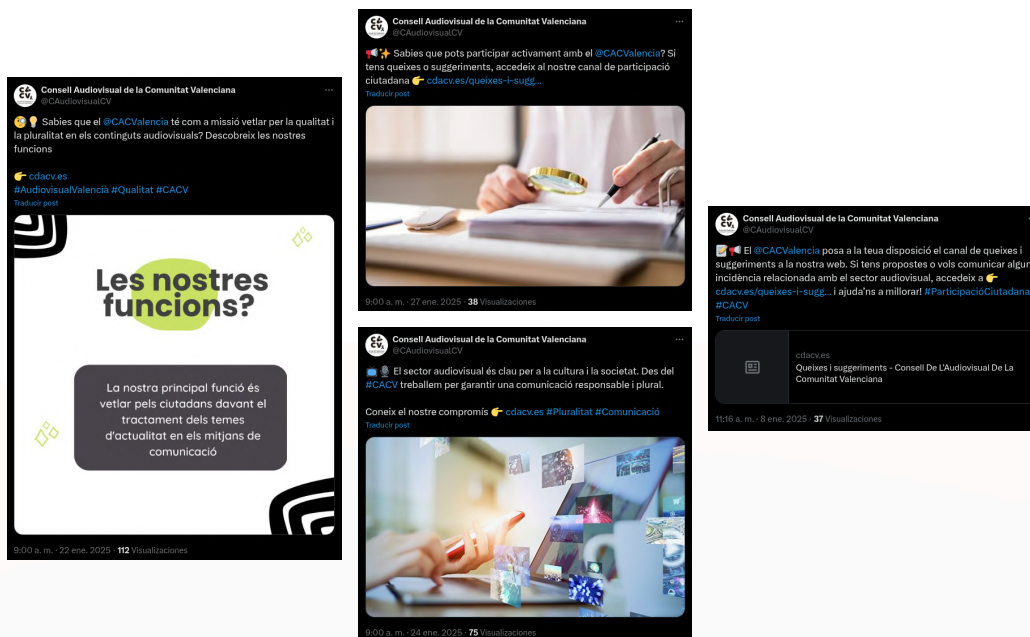 Consell Audiovisual de la Comunitat Valenciana
@CAudiovisualCV
🧐💡 Sabies que el @CACValencia té com a missió vetlar per la qualitat i
la pluralitat en els continguts audiovisuals? Descobreix les nostres
funcions
👉 cdacv.es
#AudiovisualValencià #Qualitat #CACV
Traducir post
Les nostres
funcions?
La nostra principal funció és
vetlar pels ciutadans davant el
tractament dels temes
d'actualitat en els mitjans de
comunicació
9:00 a. m. · 22 ene. 2025 · 112 Visualizaciones
Consell Audiovisual de la Comunitat Valenciana
@CAudiovisualCV
📢✨ Sabies que pots participar activament amb el @CACValencia? Si
tens queixes o suggeriments, accedeix al nostre canal de participació
ciutadana 👉 cdacv.es/queixes-i-sugg...
Traducir post
9:00 a. m. · 27 ene. 2025 · 38 Visualizaciones
Consell Audiovisual de la Comunitat Valenciana
@CAudiovisualCV
📺🎙️ El sector audiovisual és clau per a la cultura i la societat. Des del
#CACV treballem per garantir una comunicació responsable i plural.
Coneix el nostre compromís 👉 cdacv.es #Pluralitat #Comunicació
Traducir post
9:00 a. m. · 24 ene. 2025 · 75 Visualizaciones
Consell Audiovisual de la Comunitat Valenciana
@CAudiovisualCV
📝📢 El @CACValencia posa a la teua disposició el canal de queixes i
suggeriments a la nostra web. Si tens propostes o vols comunicar algun
incidència relacionada amb el sector audiovisual, accedeix a 👉
cdacv.es/queixes-i-sugg... i ajuda'ns a millorar! #ParticipacióCiutadana
#CACV
Traducir post
cdacv.es
Queixes i suggeriments - Consell De L'Audiovisual De La
Comunitat Valenciana
11:16 a. m. · 8 ene. 2025 · 37 Visualizaciones